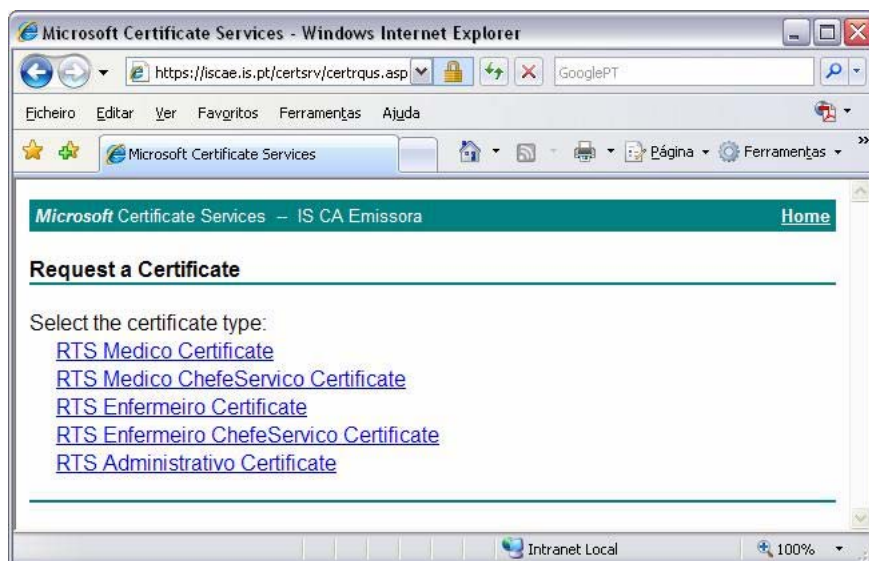 Microsoft Certificate Services - Windows Internet Explorer
https://iscae.is.pt/certsrv/certrqus.asp GooglePT
Ficheiro Editar Ver Favoritos Ferramentas Ajuda
Microsoft Certificate Services Página Ferramentas »
Microsoft Certificate Services -- IS CA Emissora Home
Request a Certificate
Select the certificate type:
RTS Medico Certificate
RTS Medico ChefeServico Certificate
RTS Enfermeiro Certificate
RTS Enfermeiro ChefeServico Certificate
RTS Administrativo Certificate
Intranet Local 100%